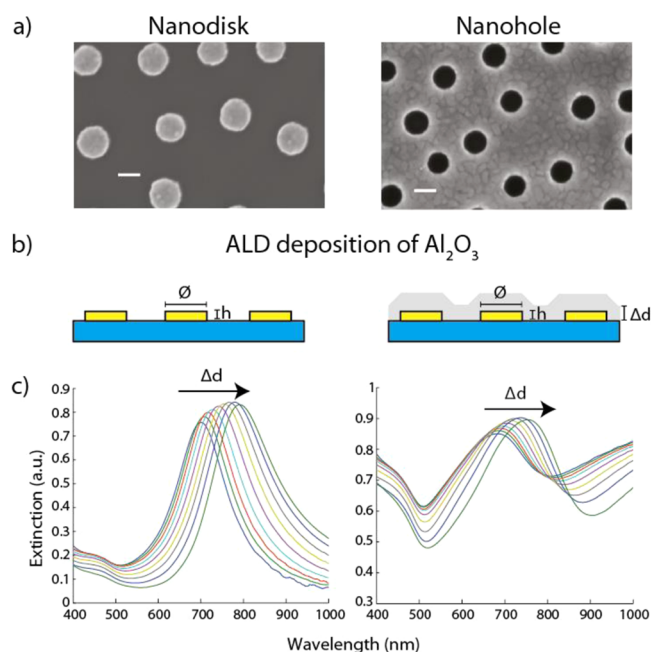 a)
Nanodisk
Nanohole
b)
ALD deposition of Al₂O₃
Ø
h
Ø
h
Δd
c)
Δd
Δd
Extinction (a.u.)
0.9
0.8
0.7
0.6
0.5
0.4
0.3
0.2
0.1
0
1
0.9
0.8
0.7
0.6
0.5
0.4
0.3
400 500 600 700 800 900 1000
400 500 600 700 800 900 1000
Wavelength (nm)